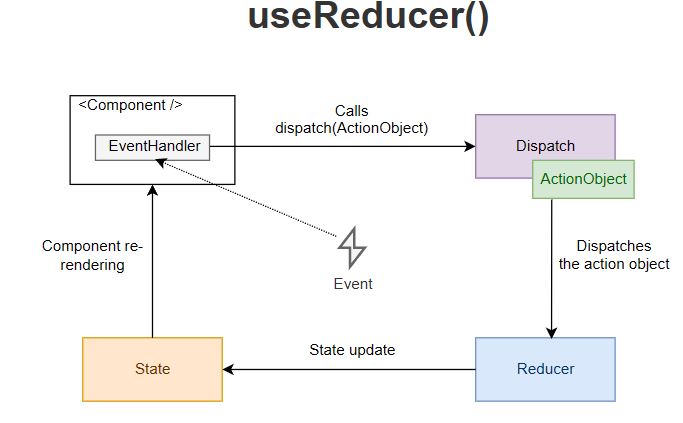 useReducer()
<Component />
EventHandler
Calls
dispatch(ActionObject)
Dispatch
ActionObject
Component re-
rendering
Event
Dispatches
the action object
State
State update
Reducer